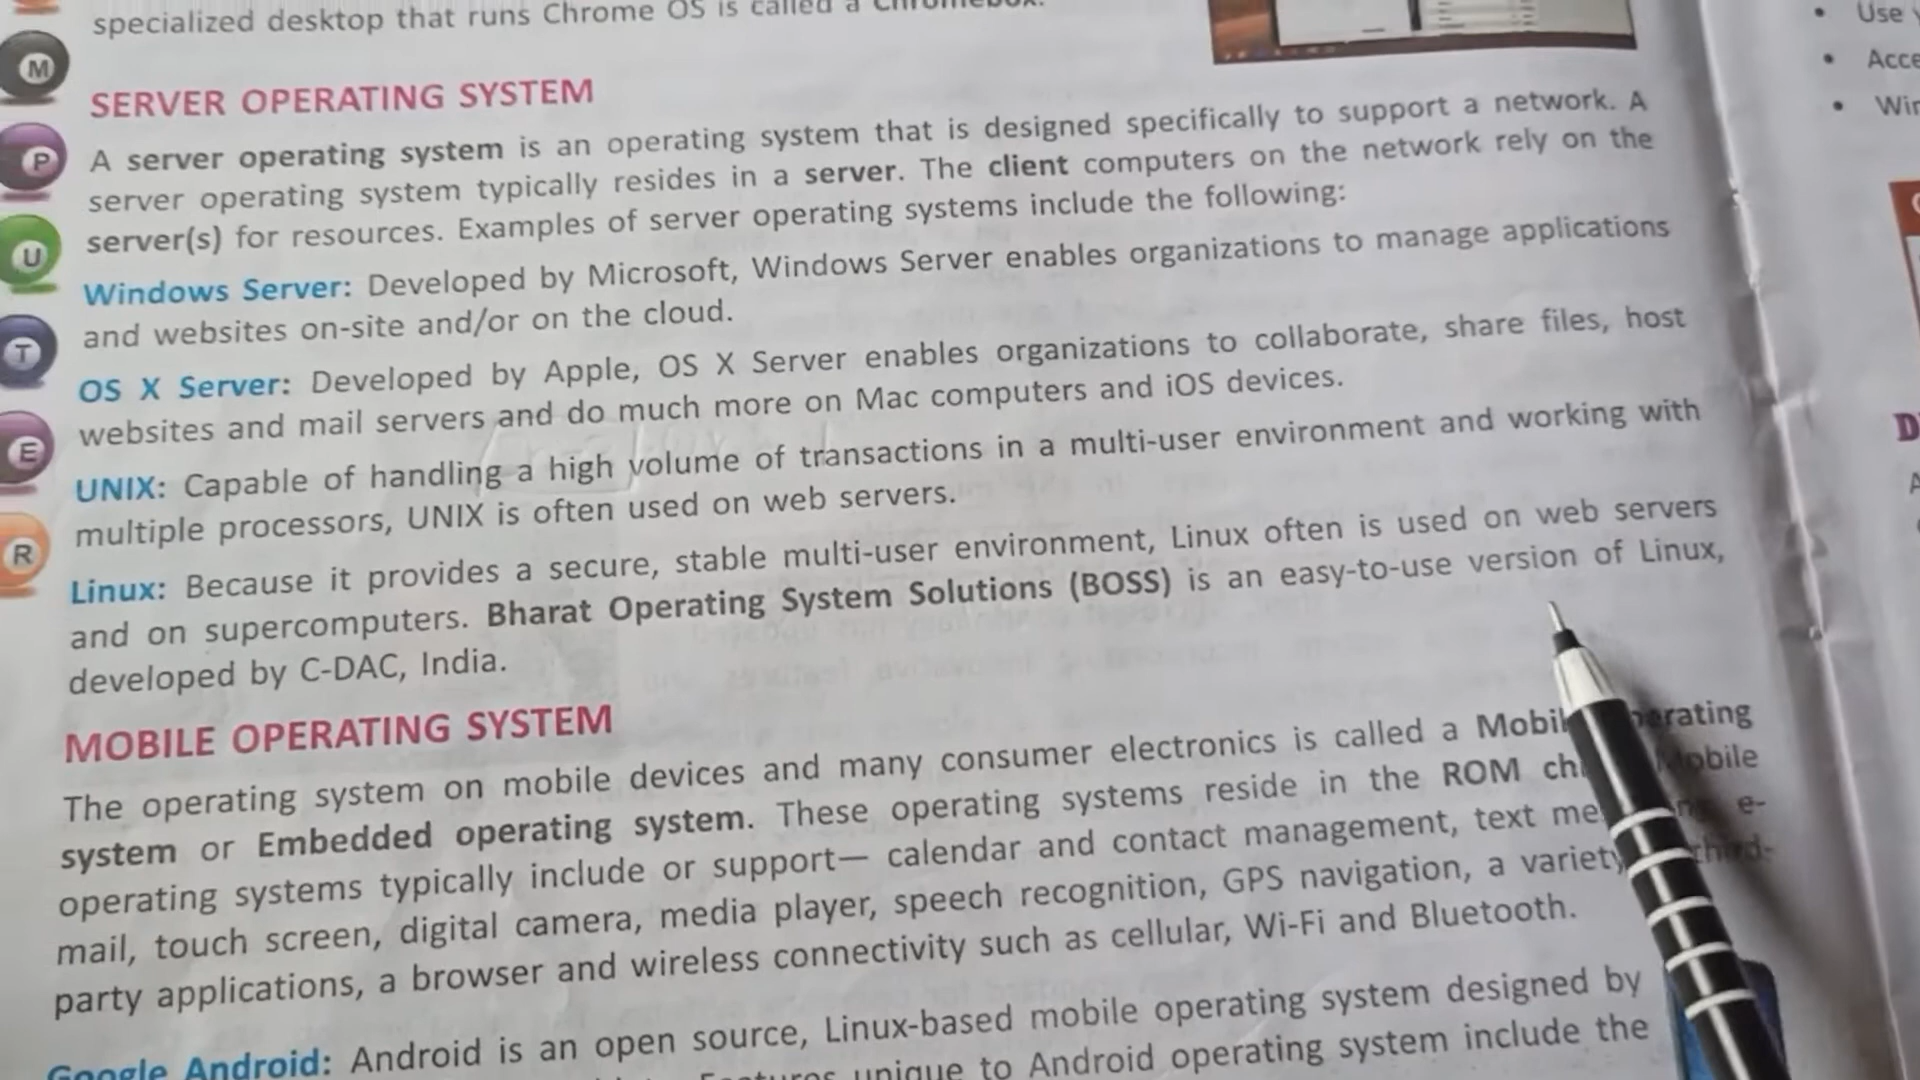 specialized desktop that runs Chrome OS is called a Chromebox.
SERVER OPERATING SYSTEM
A server operating system is an operating system that is designed specifically to support a network. A
server operating system typically resides in a server. The client computers on the network rely on the
server(s) for resources. Examples of server operating systems include the following:
Windows Server: Developed by Microsoft, Windows Server enables organizations to manage applications
and websites on-site and/or on the cloud.
OS X Server: Developed by Apple, OS X Server enables organizations to collaborate, share files, host
websites and mail servers and do much more on Mac computers and iOS devices.
UNIX: Capable of handling a high volume of transactions in a multi-user environment and working with
multiple processors, UNIX is often used on web servers.
Linux: Because it provides a secure, stable multi-user environment, Linux often is used on web servers
and on supercomputers. Bharat Operating System Solutions (BOSS) is an easy-to-use version of Linux,
developed by C-DAC, India.
MOBILE OPERATING SYSTEM
The operating system on mobile devices and many consumer electronics is called a Mobil erating
system or Embedded operating system. These operating systems reside in the ROM ch Mobile
operating systems typically include or support— calendar and contact management, text me e-
mail, touch screen, digital camera, media player, speech recognition, GPS navigation, a variety third-
party applications, a browser and wireless connectivity such as cellular, Wi-Fi and Bluetooth.
Google Android: Android is an open source, Linux-based mobile operating system designed by
unique to Android operating system include the
M
P
U
T
E
R
• Use
• Acce
• Wir
D